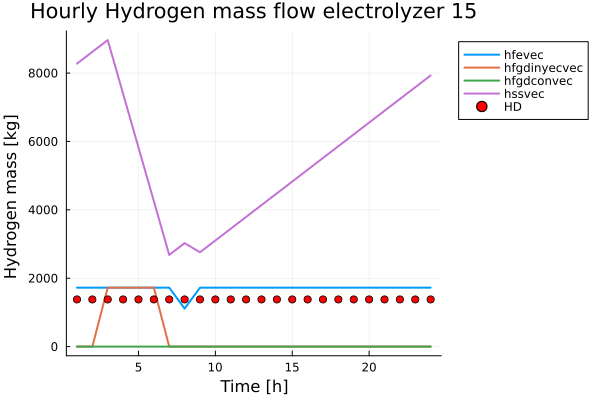 Hourly Hydrogen mass flow electrolyzer 15
hfevec
hfgdinyecvec
hfgdconvec
hssvec
HD
Hydrogen mass [kg]
8000
6000
4000
2000
0
5
10
15
20
Time [h]